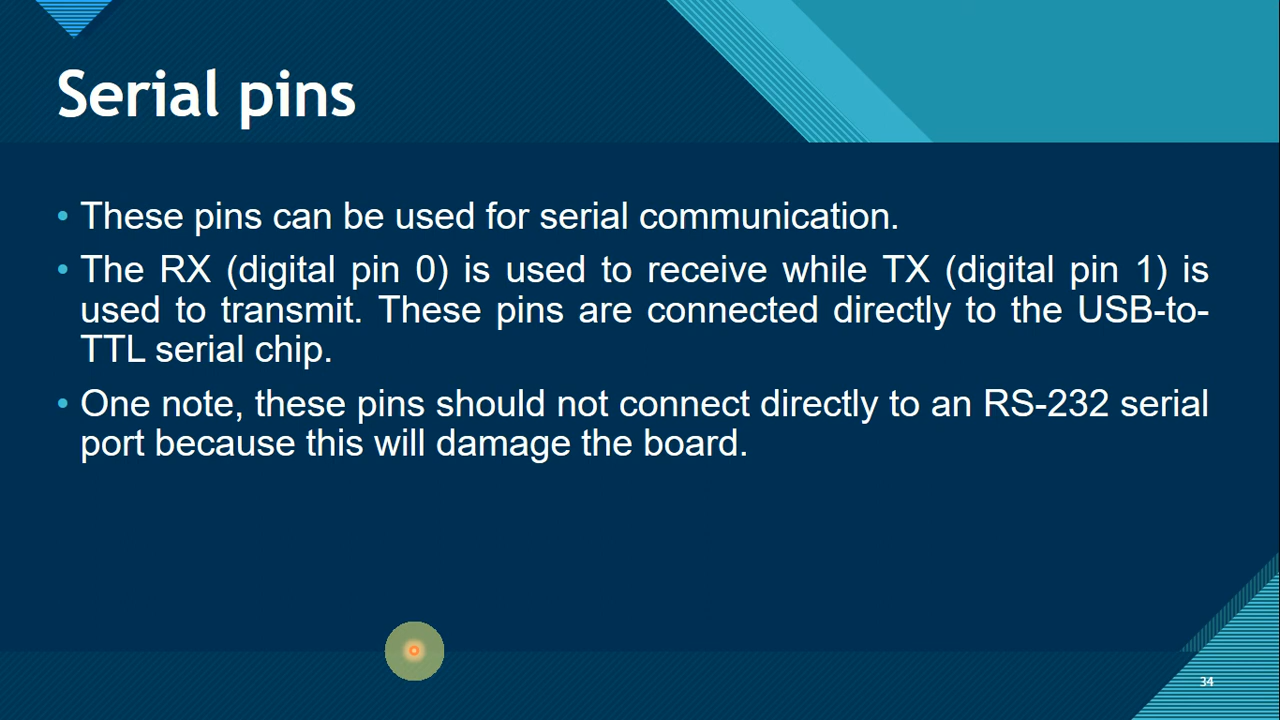 Serial pins
• These pins can be used for serial communication.
• The RX (digital pin 0) is used to receive while TX (digital pin 1) is
used to transmit. These pins are connected directly to the USB-to-
TTL serial chip.
• One note, these pins should not connect directly to an RS-232 serial
port because this will damage the board.
34